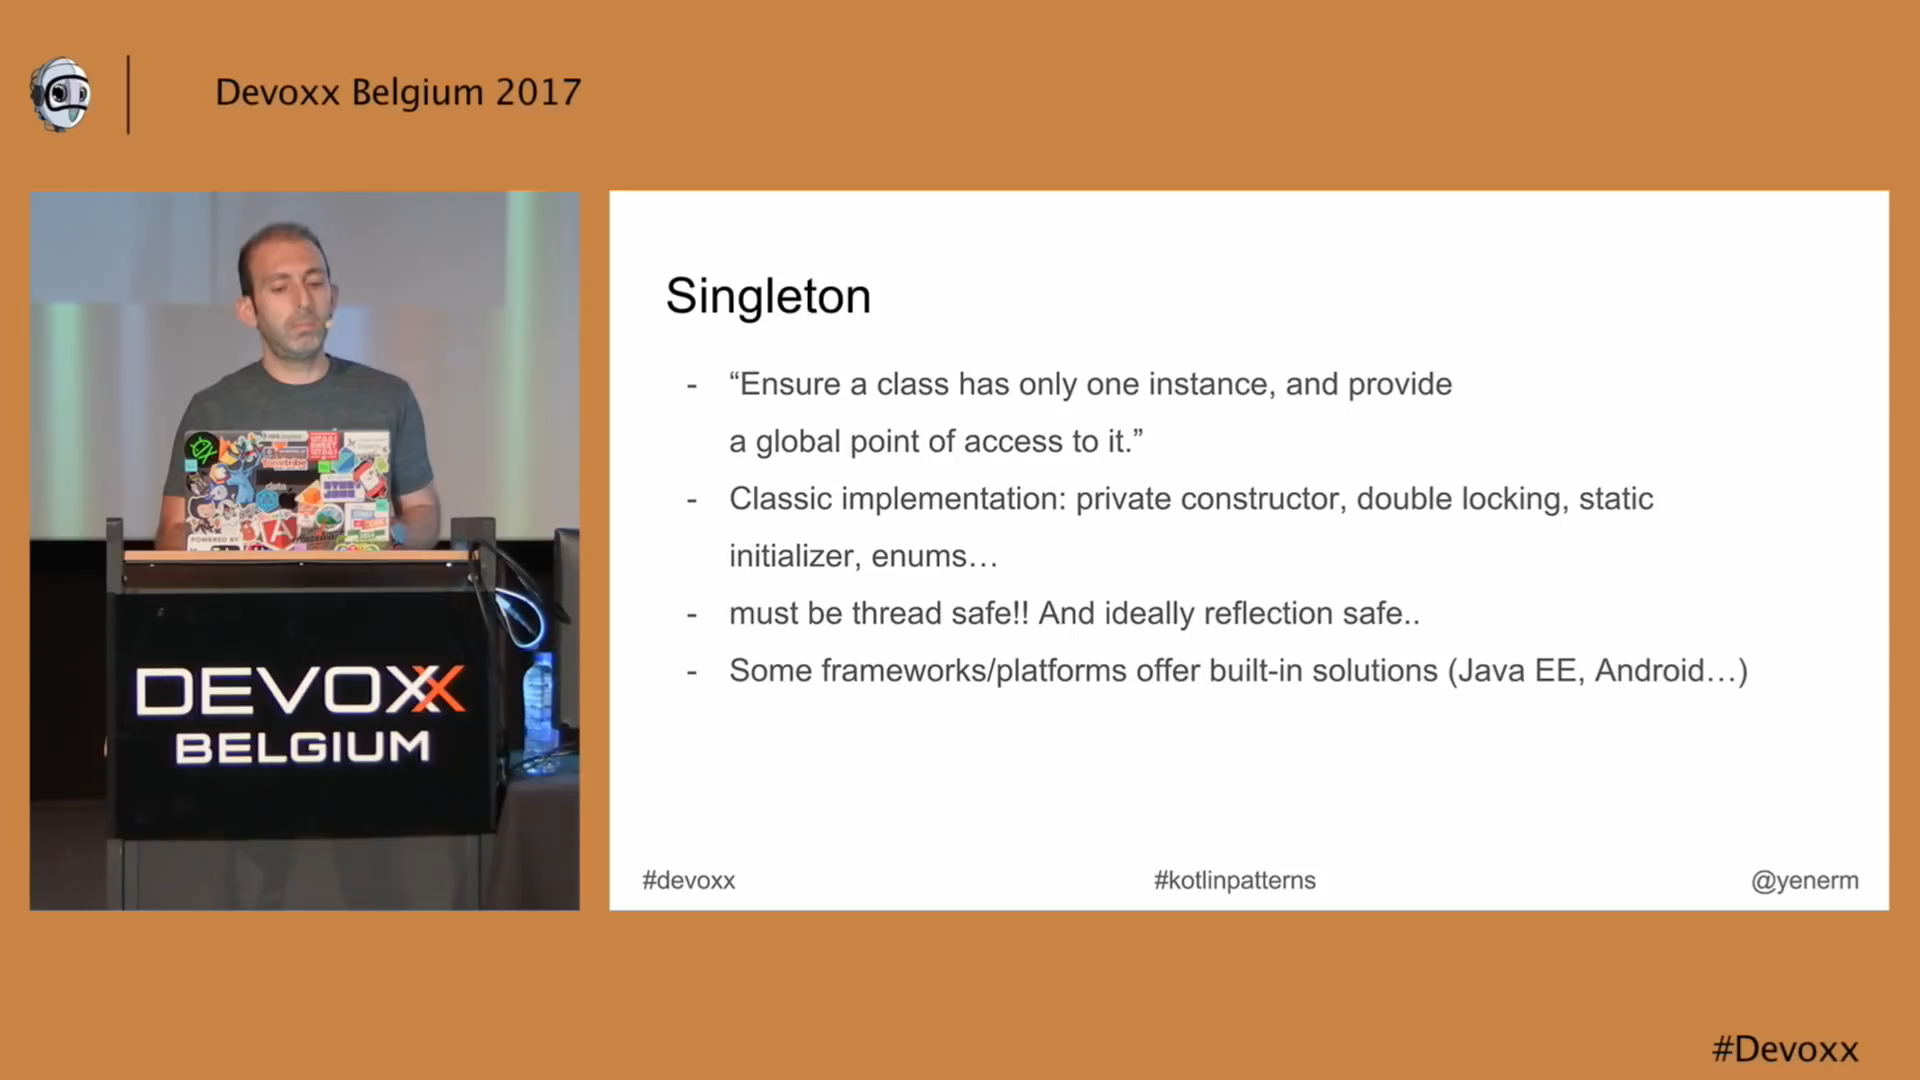 Devoxx Belgium 2017
POWERED BY
DEVOXX
BELGIUM
Singleton
- “Ensure a class has only one instance, and provide
a global point of access to it.”
- Classic implementation: private constructor, double locking, static
initializer, enums…
- must be thread safe!! And ideally reflection safe..
- Some frameworks/platforms offer built-in solutions (Java EE, Android…)
#devoxx
#kotlinpatterns
@yenerm
#Devoxx